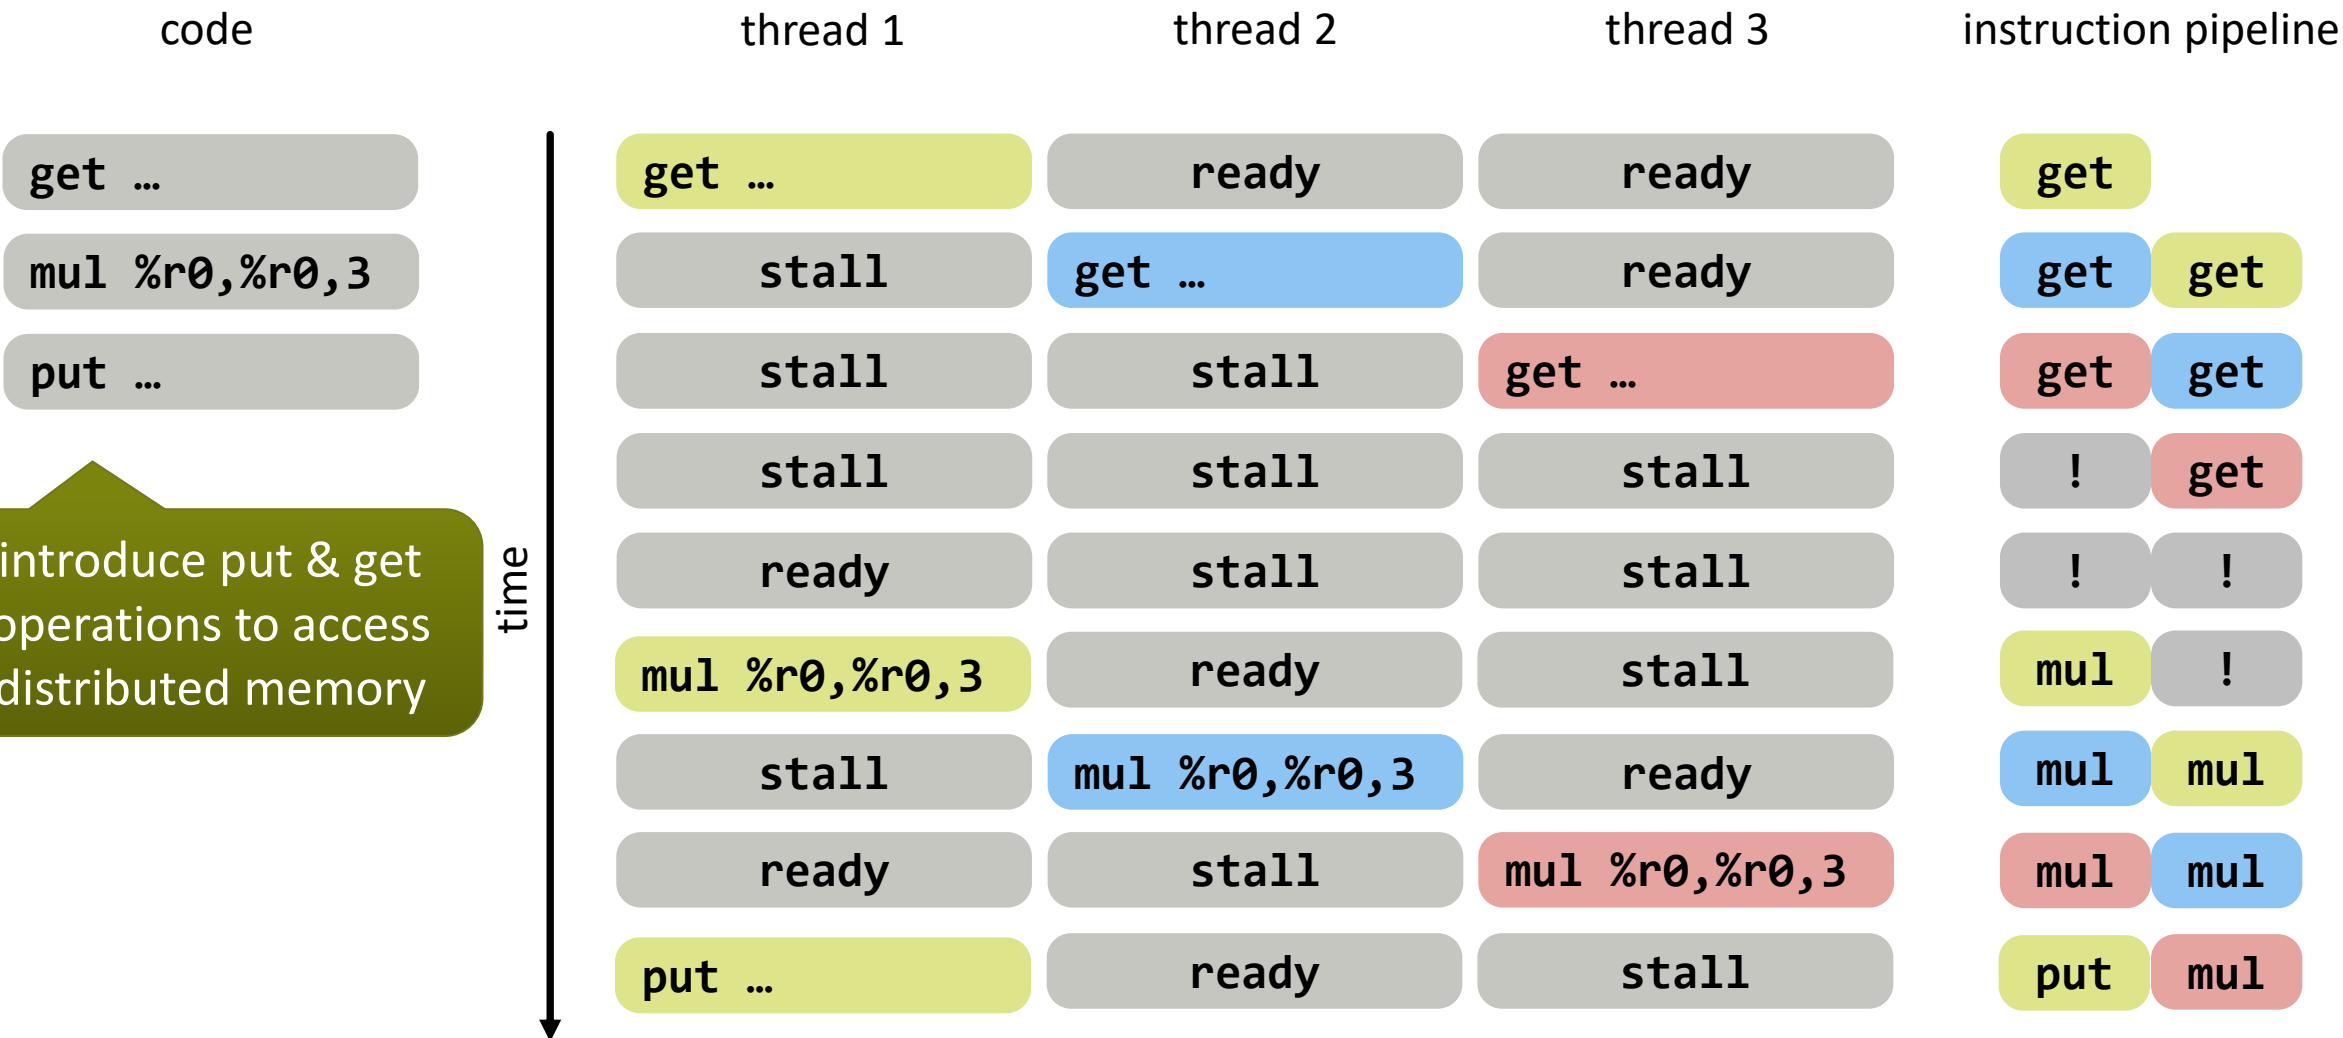 code thread 1 thread 2 thread 3 instruction pipeline
get … get … ready ready get
mul %r0,%r0,3 stall get … ready get get
put … stall stall get … get get
stall stall stall ! get
introduce put & get
operations to access
distributed memory
time
ready stall stall ! !
mul %r0,%r0,3 ready stall mul !
stall mul %r0,%r0,3 ready mul mul
ready stall mul %r0,%r0,3 mul mul
put … ready stall put mul